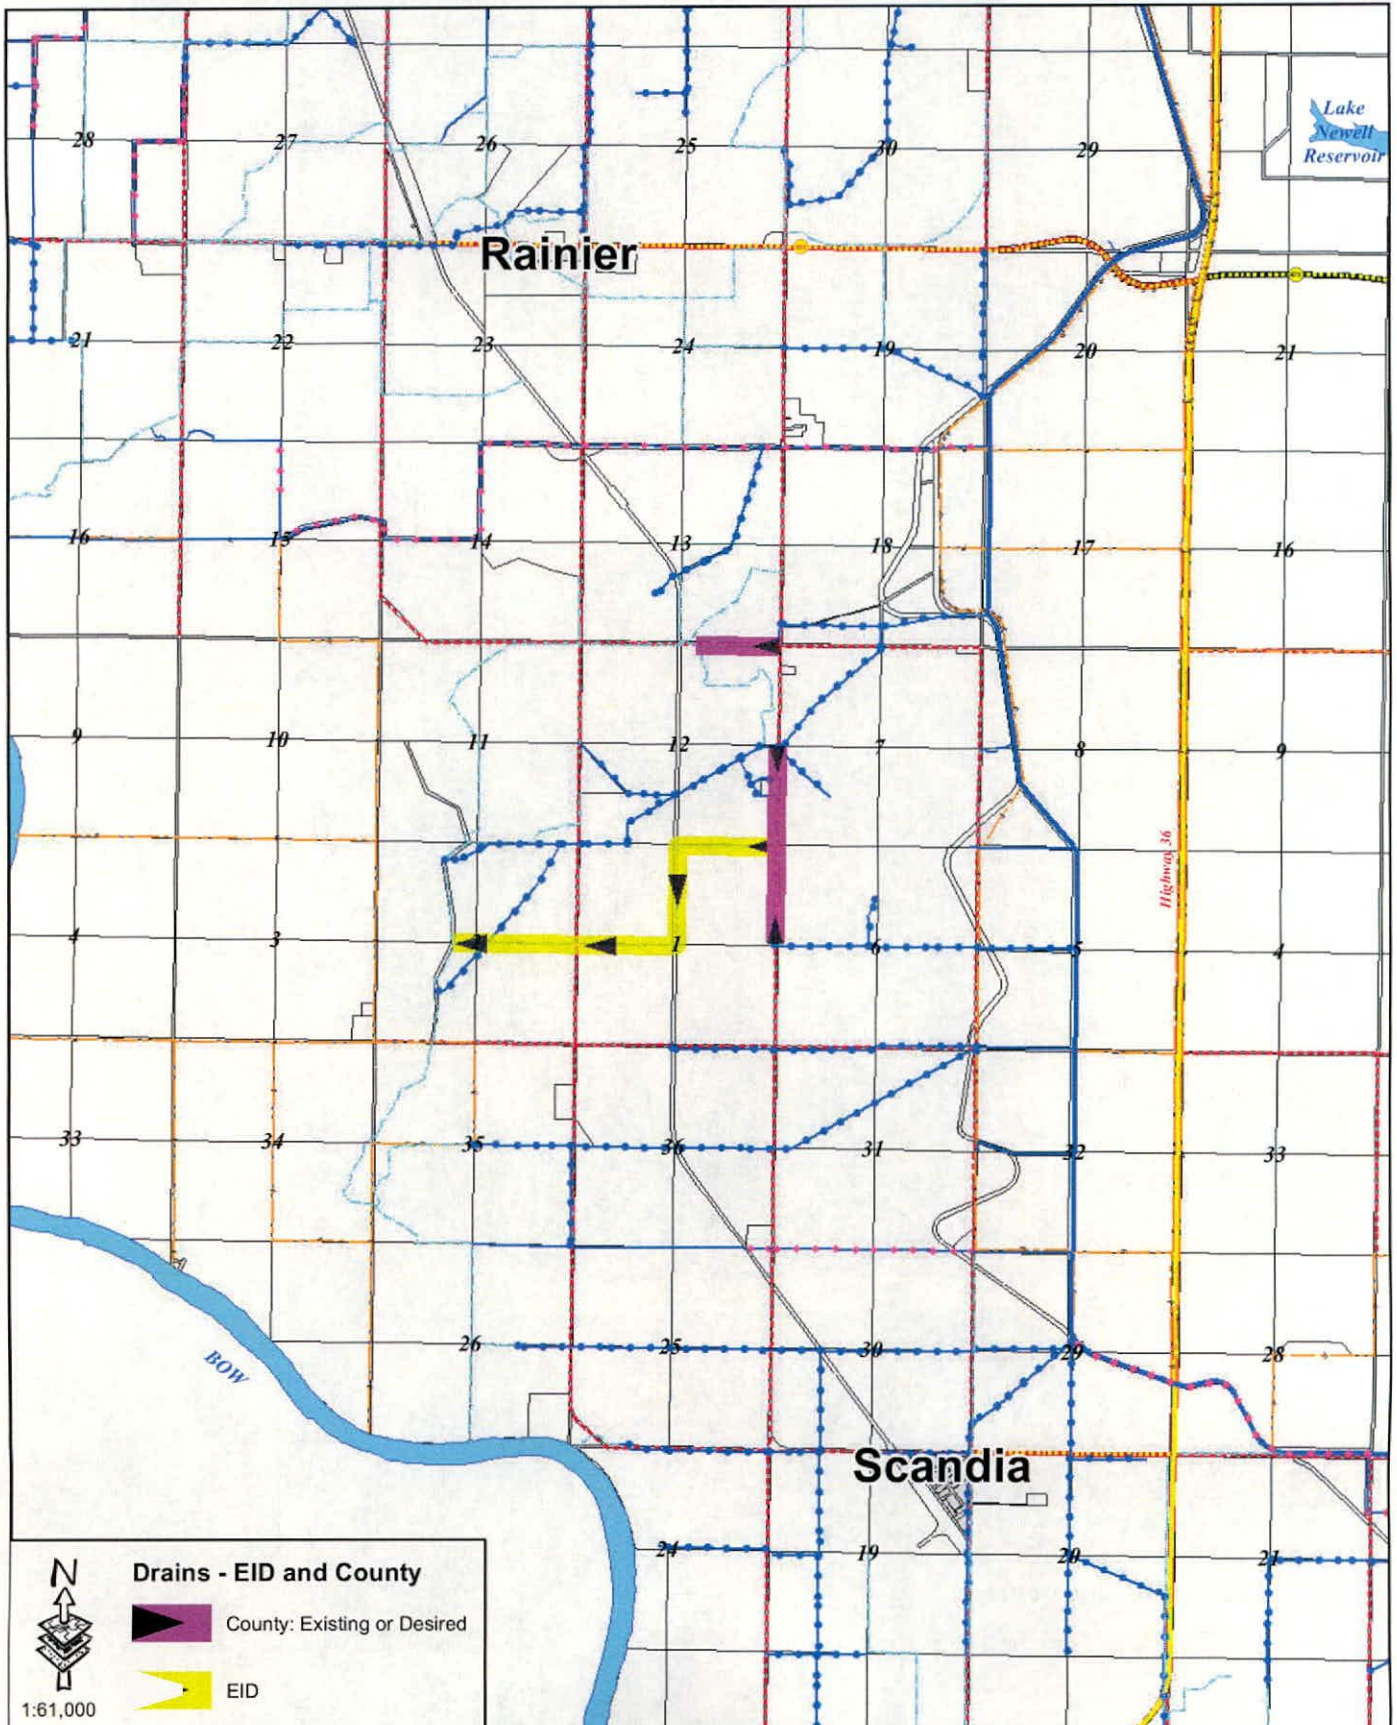 Lake
Newell
Reservoir
28 27 26 25 30 29
Rainier
21 22 23 24 19 20 21
16 15 14 13 18 17 16
9 10 11 12 7 8 9
Highway 36
4 3 2 1 6 5 4
33 34 35 36 31 32 33
BOW
26 25 30 29 28
Scandia
24 19 20 21
N
1:61,000
Drains - EID and County
County: Existing or Desired
EID